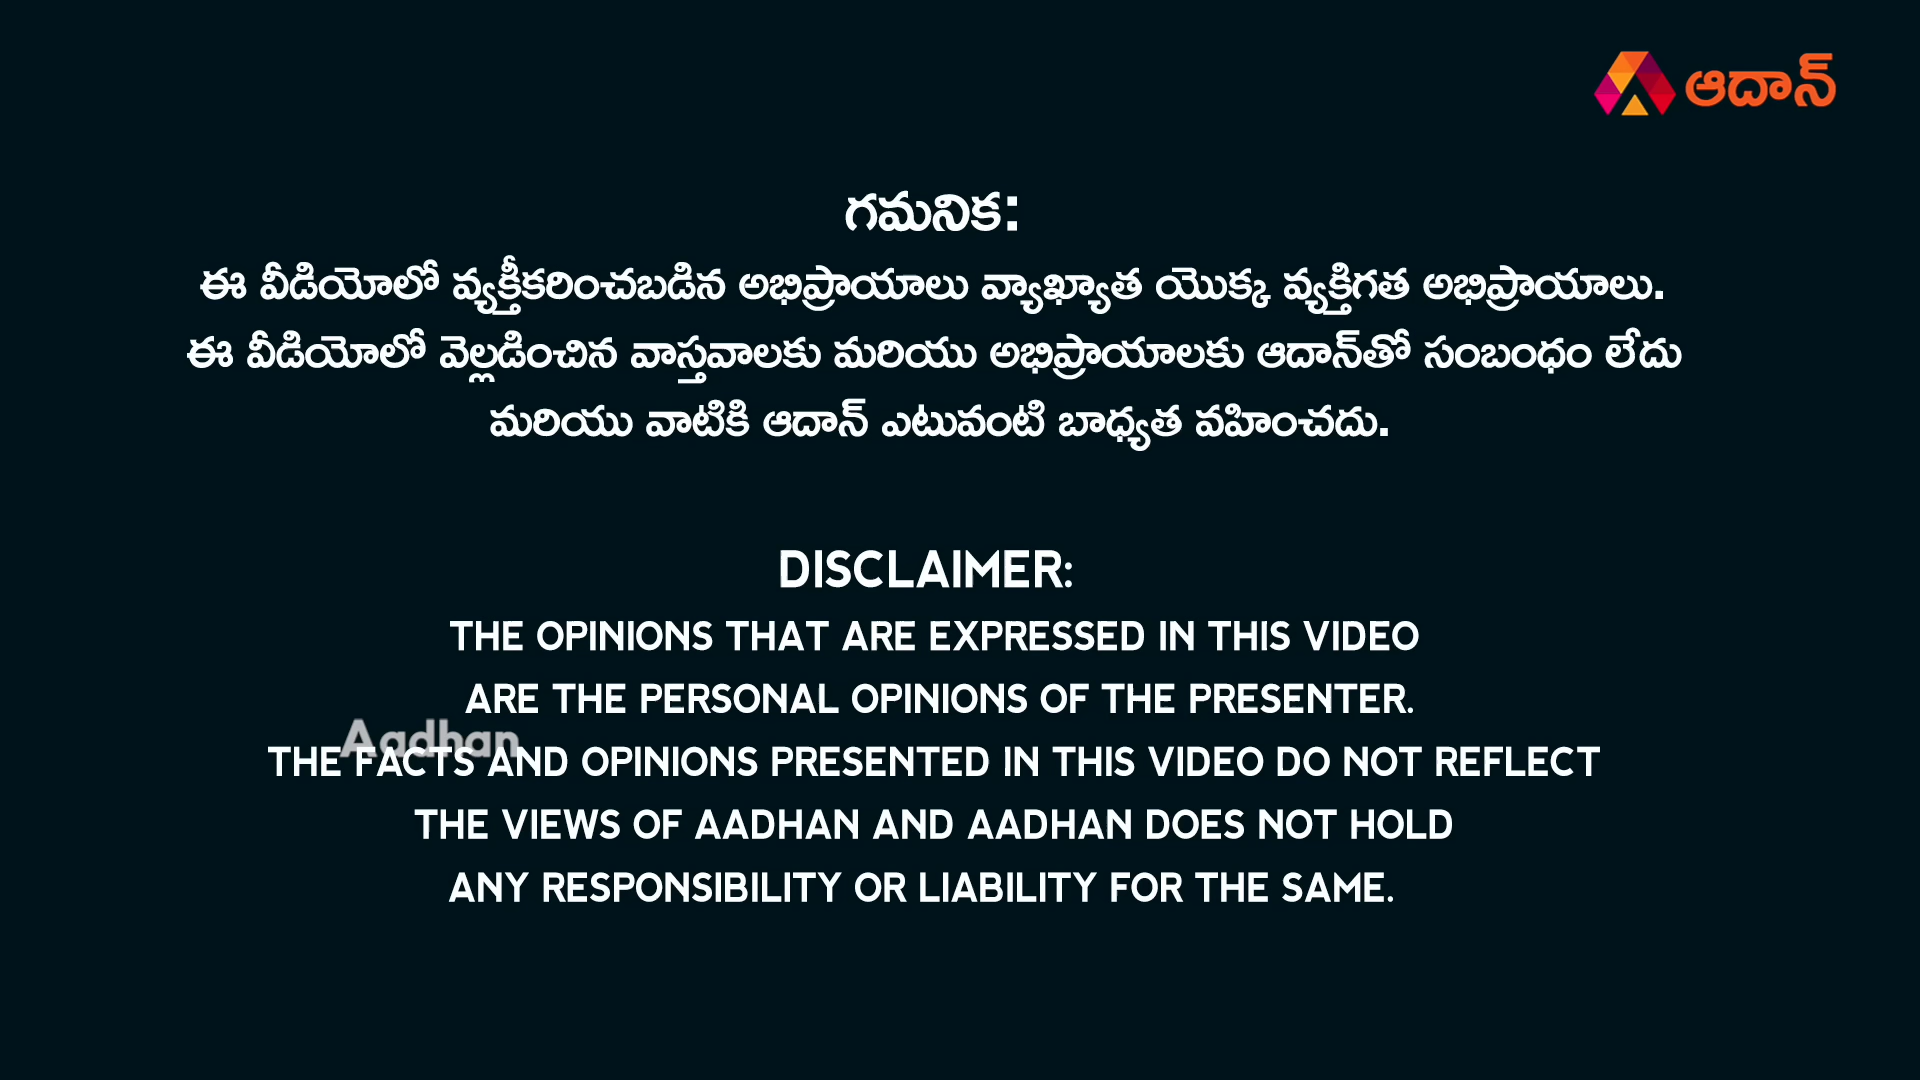 ఆదాన్
గమనిక:
ఈ వీడియోలో వ్యక్తీకరించబడిన అభిప్రాయాలు వ్యాఖ్యాత యొక్క వ్యక్తిగత అభిప్రాయాలు.
ఈ వీడియోలో వెల్లడించిన వాస్తవాలకు మరియు అభిప్రాయాలకు ఆదాన్‌తో సంబంధం లేదు
మరియు వాటికి ఆదాన్ ఎటువంటి బాధ్యత వహించదు.
DISCLAIMER:
THE OPINIONS THAT ARE EXPRESSED IN THIS VIDEO
ARE THE PERSONAL OPINIONS OF THE PRESENTER.
Aadhan
THE FACTS AND OPINIONS PRESENTED IN THIS VIDEO DO NOT REFLECT
THE VIEWS OF AADHAN AND AADHAN DOES NOT HOLD
ANY RESPONSIBILITY OR LIABILITY FOR THE SAME.